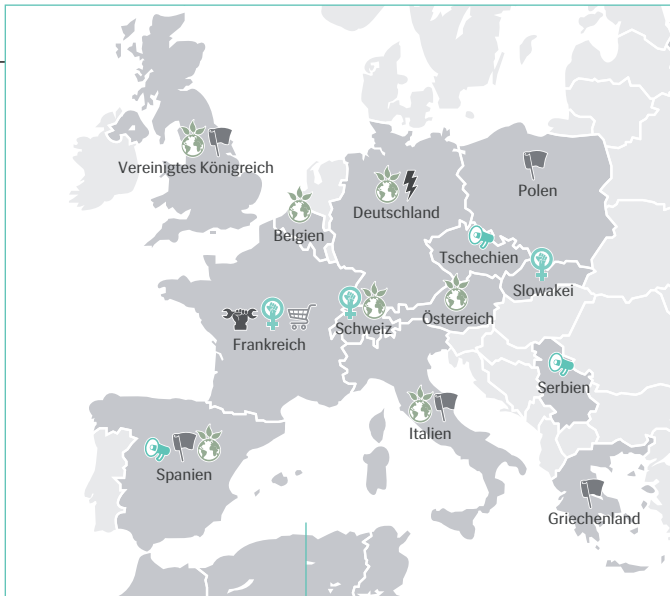 Vereinigtes Königreich
Polen
Deutschland
Belgien
Tschechien
Slowakei
Österreich
Schweiz
Frankreich
Serbien
Italien
Spanien
Griechenland